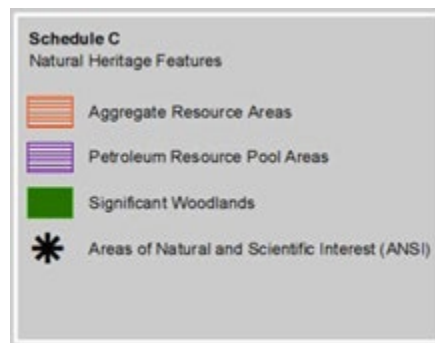 Schedule C
Natural Heritage Features
Aggregate Resource Areas
Petroleum Resource Pool Areas
Significant Woodlands
Areas of Natural and Scientific Interest (ANSI)